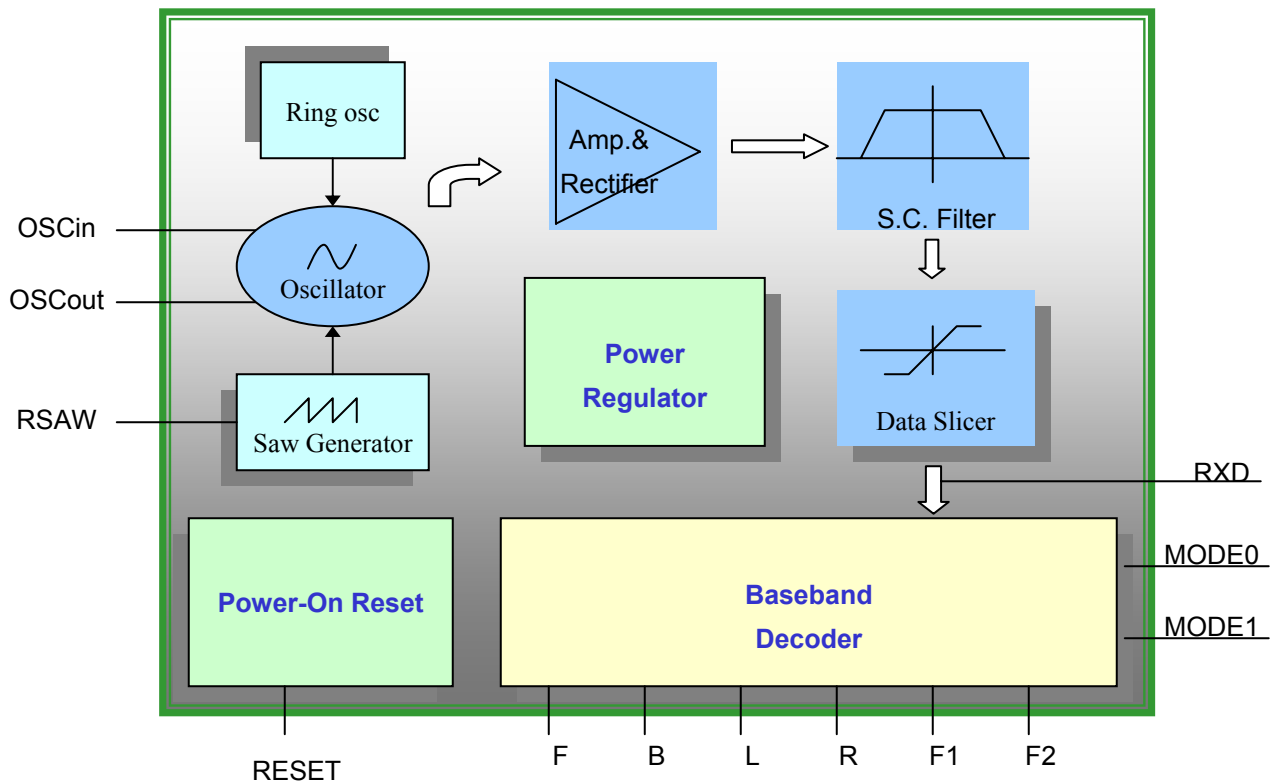 Ring osc
Amp.&
Rectifier
S.C. Filter
OSCin
OSCout
Oscillator
Power
Regulator
RSAW
Saw Generator
Data Slicer
RXD
Power-On Reset
Baseband
Decoder
MODE0
MODE1
RESET
F
B
L
R
F1
F2